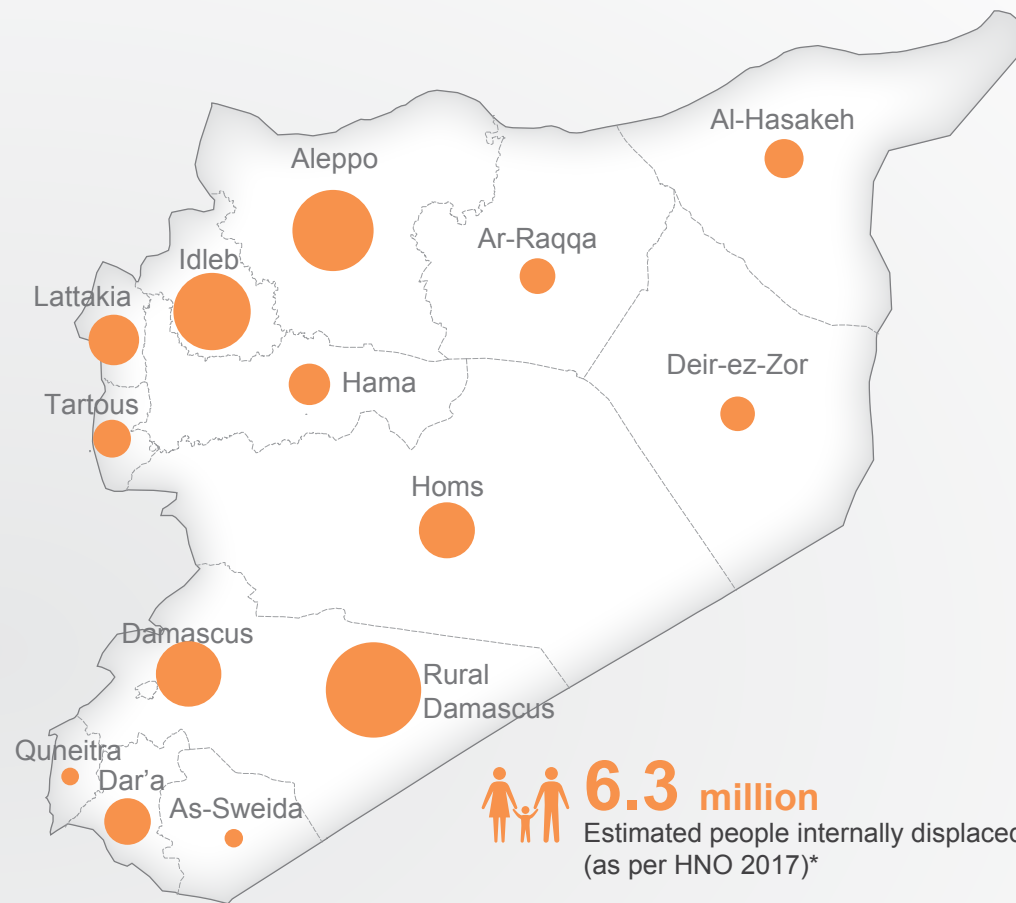 Al-Hasakeh
Aleppo
Ar-Raqqa
Idleb
Lattakia
Deir-ez-Zor
Hama
Tartous
Homs
Damascus
Rural
Damascus
Quneitra
Dar'a
As-Sweida
6.3 million
Estimated people internally displaced
(as per HNO 2017)*